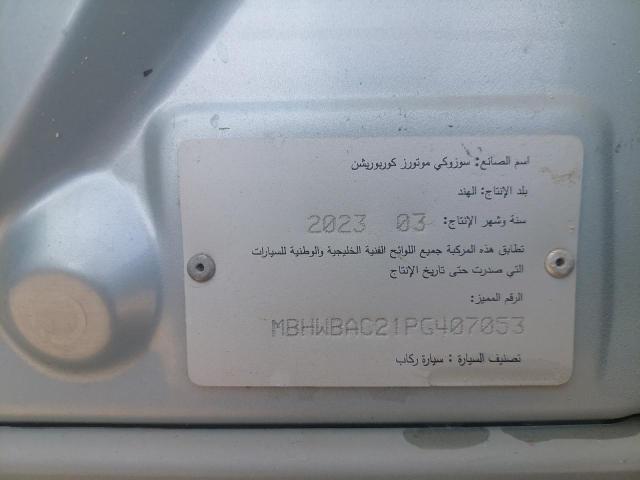 اسم الصانع: سوزوكي موتورز كوربوريشن
بلد الإنتاج: الهند
سنة وشهر الإنتاج: 03 2023
تطابق هذه المركبة جميع اللوائح الفنية الخليجية والوطنية للسيارات
التي صدرت حتى تاريخ الإنتاج
الرقم المميز:
MBHWBAC21PG407053
تصنيف السيارة : سيارة ركاب